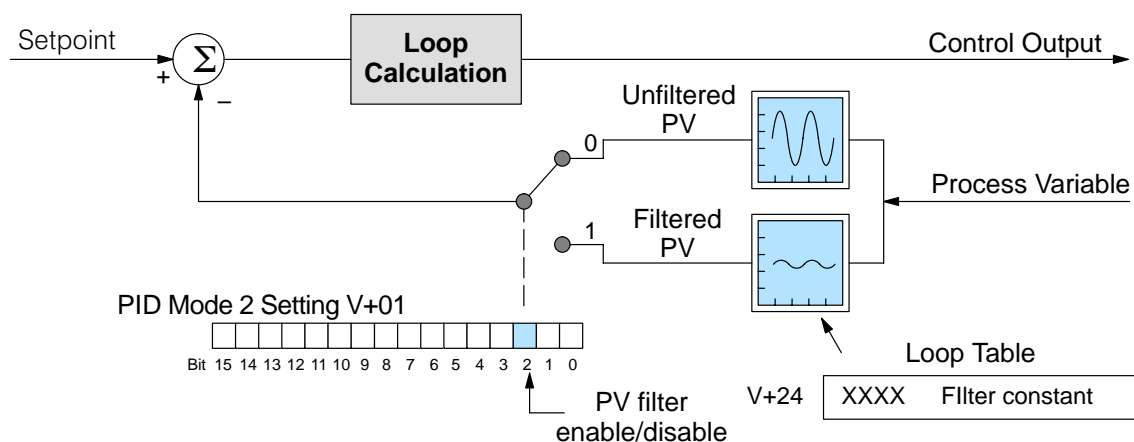 Setpoint
+
Σ
−
Loop
Calculation
Control Output
Unfiltered
PV
0
Process Variable
1
Filtered
PV
PID Mode 2 Setting V+01
Bit 15 14 13 12 11 10 9 8 7 6 5 4 3 2 1 0
PV filter
enable/disable
Loop Table
V+24 XXXX FIlter constant